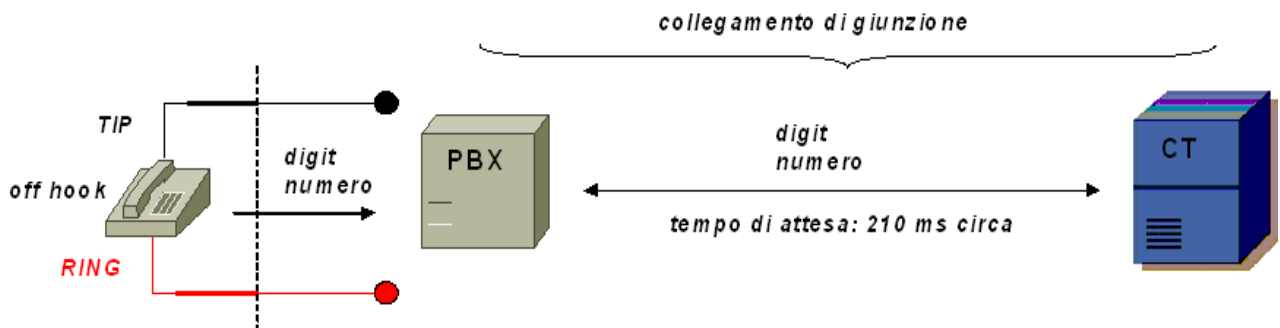 collegamento di giunzione
TIP
off hook
RING
digit
numero
PBX
digit
numero
tempo di attesa: 210 ms circa
CT